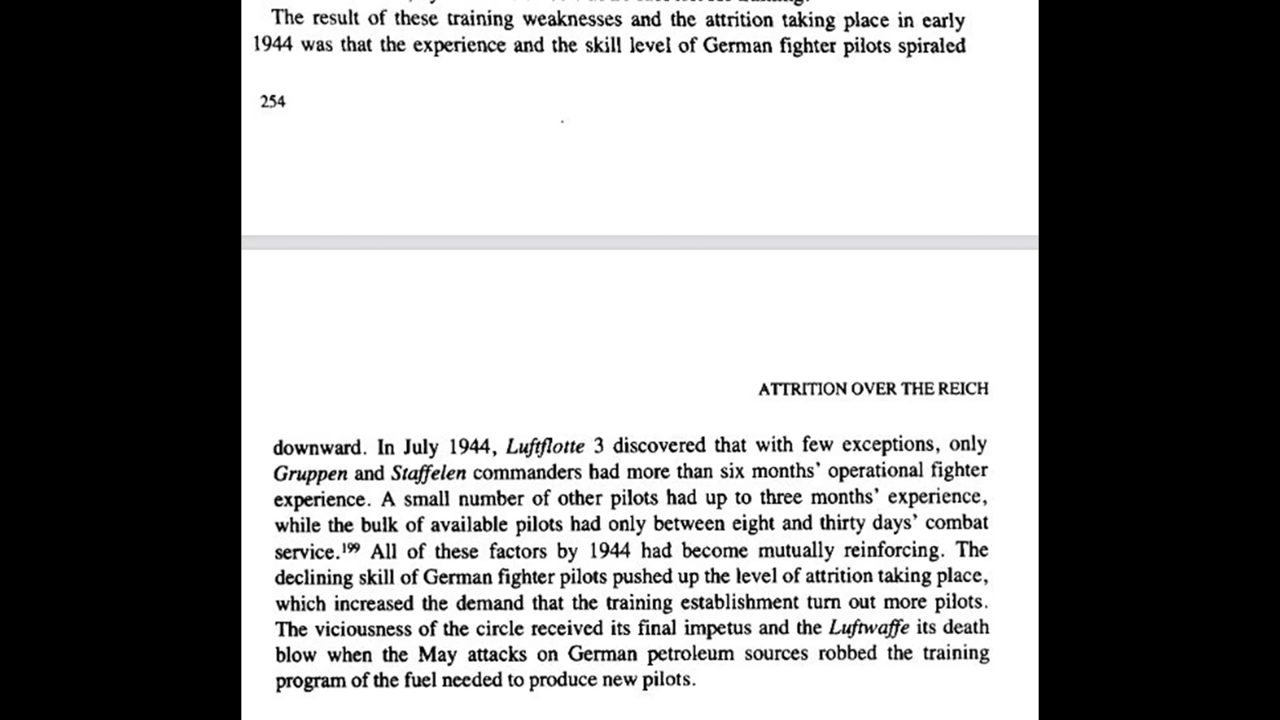 The result of these training weaknesses and the attrition taking place in early
1944 was that the experience and the skill level of German fighter pilots spiraled
254
ATTRITION OVER THE REICH
downward. In July 1944, Luftflotte 3 discovered that with few exceptions, only
Gruppen and Staffelen commanders had more than six months' operational fighter
experience. A small number of other pilots had up to three months' experience,
while the bulk of available pilots had only between eight and thirty days' combat
service.¹⁹⁹ All of these factors by 1944 had become mutually reinforcing. The
declining skill of German fighter pilots pushed up the level of attrition taking place,
which increased the demand that the training establishment turn out more pilots.
The viciousness of the circle received its final impetus and the Luftwaffe its death
blow when the May attacks on German petroleum sources robbed the training
program of the fuel needed to produce new pilots.